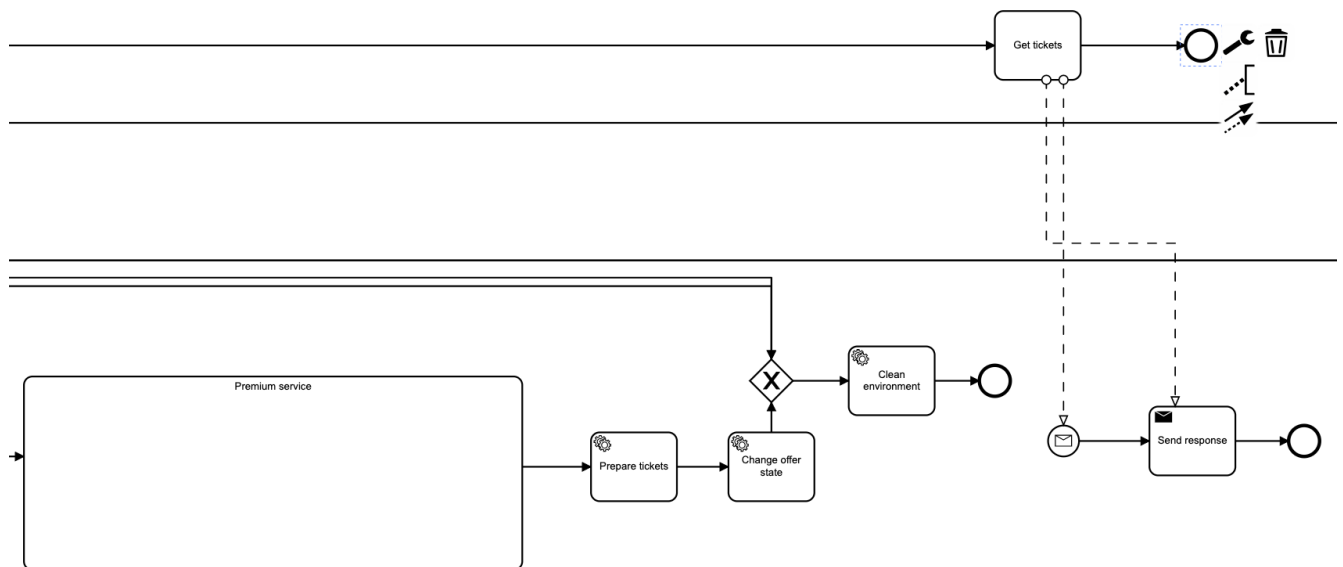 Get tickets
Premium service
Clean
environment
Prepare tickets
Change offer
state
Send response